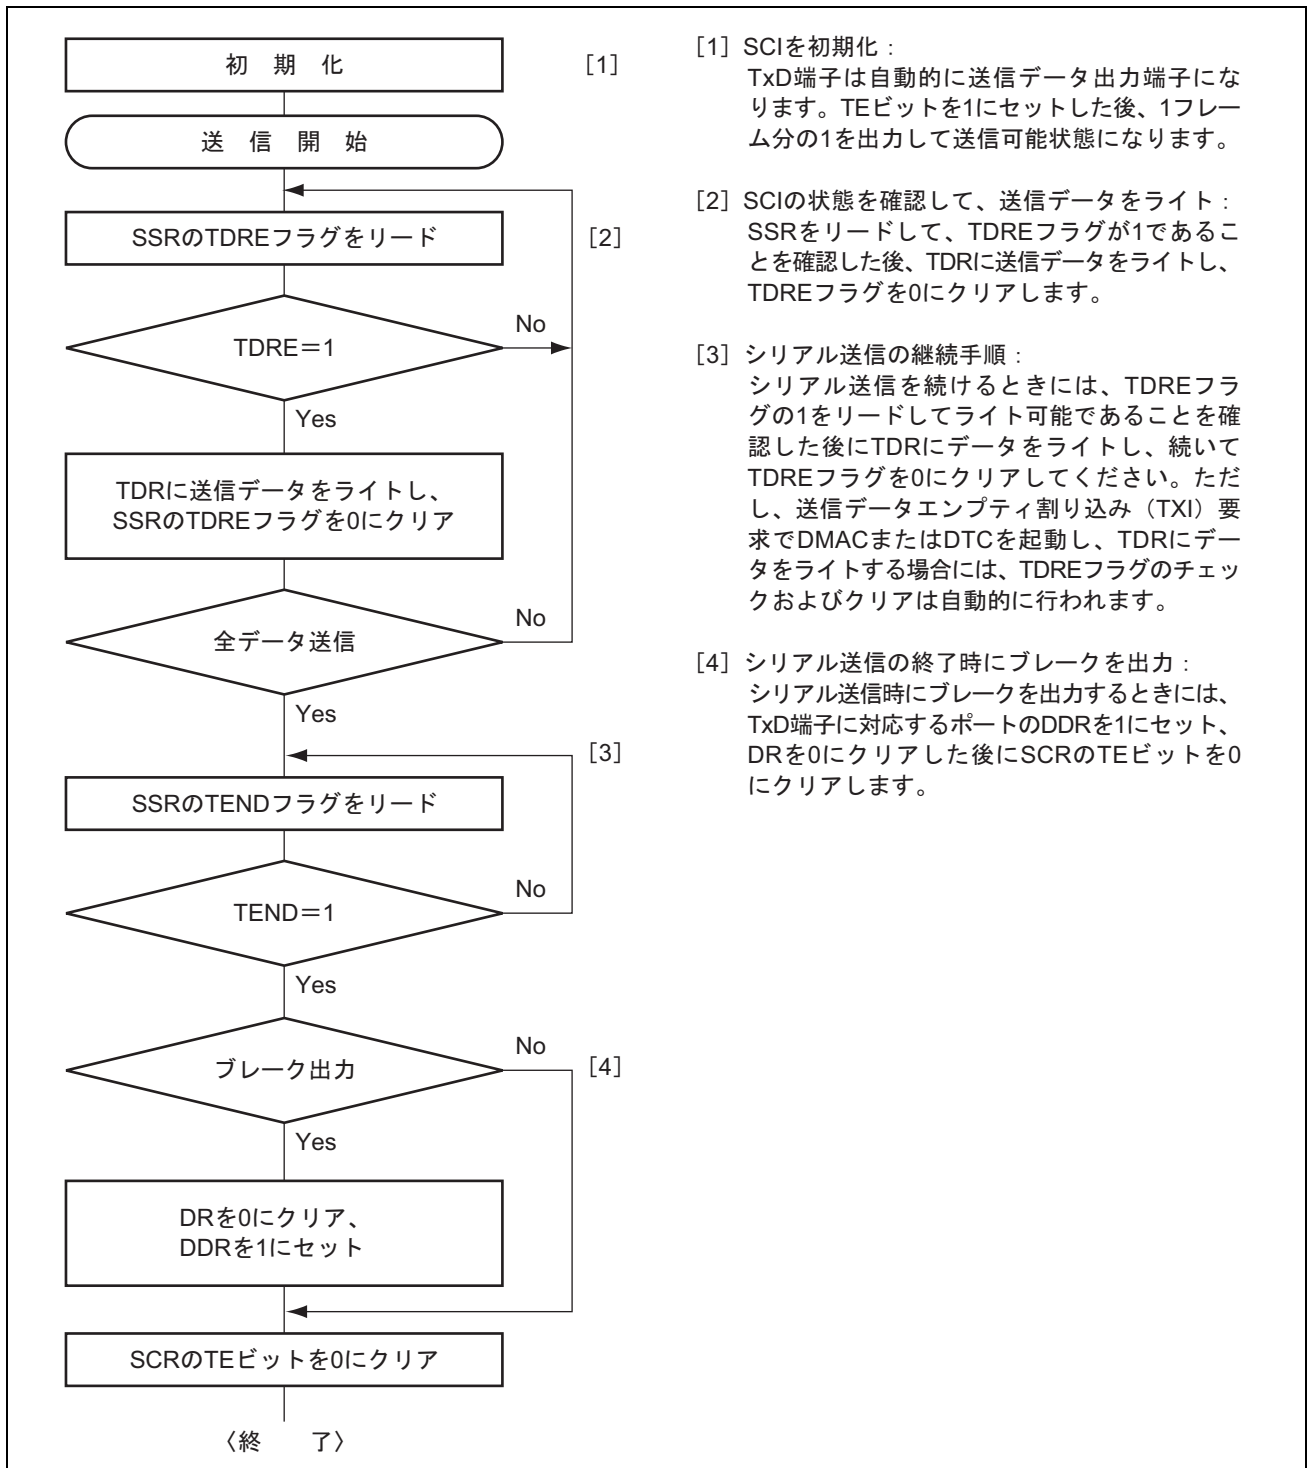 初　期　化
[1]
送　信　開　始
SSRのTDREフラグをリード
[2]
TDRE＝1
No
Yes
TDRに送信データをライトし、
SSRのTDREフラグを0にクリア
全データ送信
No
Yes
[3]
SSRのTENDフラグをリード
TEND＝1
No
Yes
ブレーク出力
No
[4]
Yes
DRを0にクリア、
DDRを1にセット
SCRのTEビットを0にクリア
〈終　　了〉
[1] SCIを初期化：
TxD端子は自動的に送信データ出力端子にな
ります。TEビットを1にセットした後、1フレー
ム分の1を出力して送信可能状態になります。
[2] SCIの状態を確認して、送信データをライト：
SSRをリードして、TDREフラグが1であるこ
とを確認した後、TDRに送信データをライトし、
TDREフラグを0にクリアします。
[3] シリアル送信の継続手順：
シリアル送信を続けるときには、TDREフラ
グの1をリードしてライト可能であることを確
認した後にTDRにデータをライトし、続いて
TDREフラグを0にクリアしてください。ただ
し、送信データエンプティ割り込み（TXI）要
求でDMACまたはDTCを起動し、TDRにデー
タをライトする場合には、TDREフラグのチェッ
クおよびクリアは自動的に行われます。
[4] シリアル送信の終了時にブレークを出力：
シリアル送信時にブレークを出力するときには、
TxD端子に対応するポートのDDRを1にセット、
DRを0にクリアした後にSCRのTEビットを0
にクリアします。